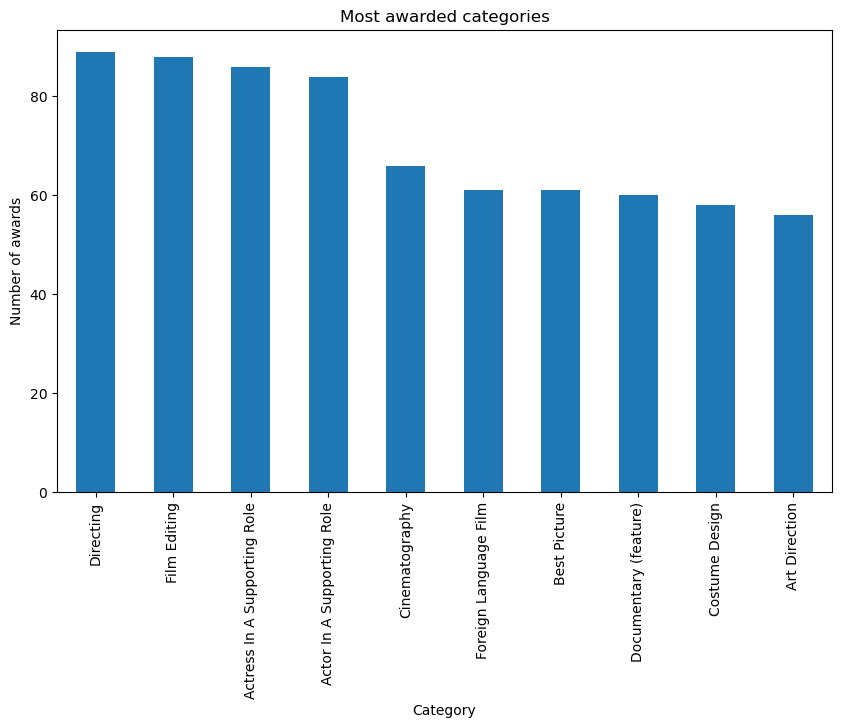 Most awarded categories
Number of awards
80
60
40
20
0
Directing
Film Editing
Actress In A Supporting Role
Actor In A Supporting Role
Cinematography
Foreign Language Film
Best Picture
Documentary (feature)
Costume Design
Art Direction
Category